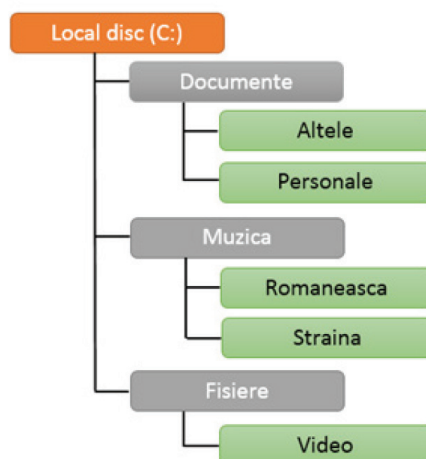 Local disc (C:)
Documente
Altele
Personale
Muzica
Romaneasca
Straina
Fisiere
Video